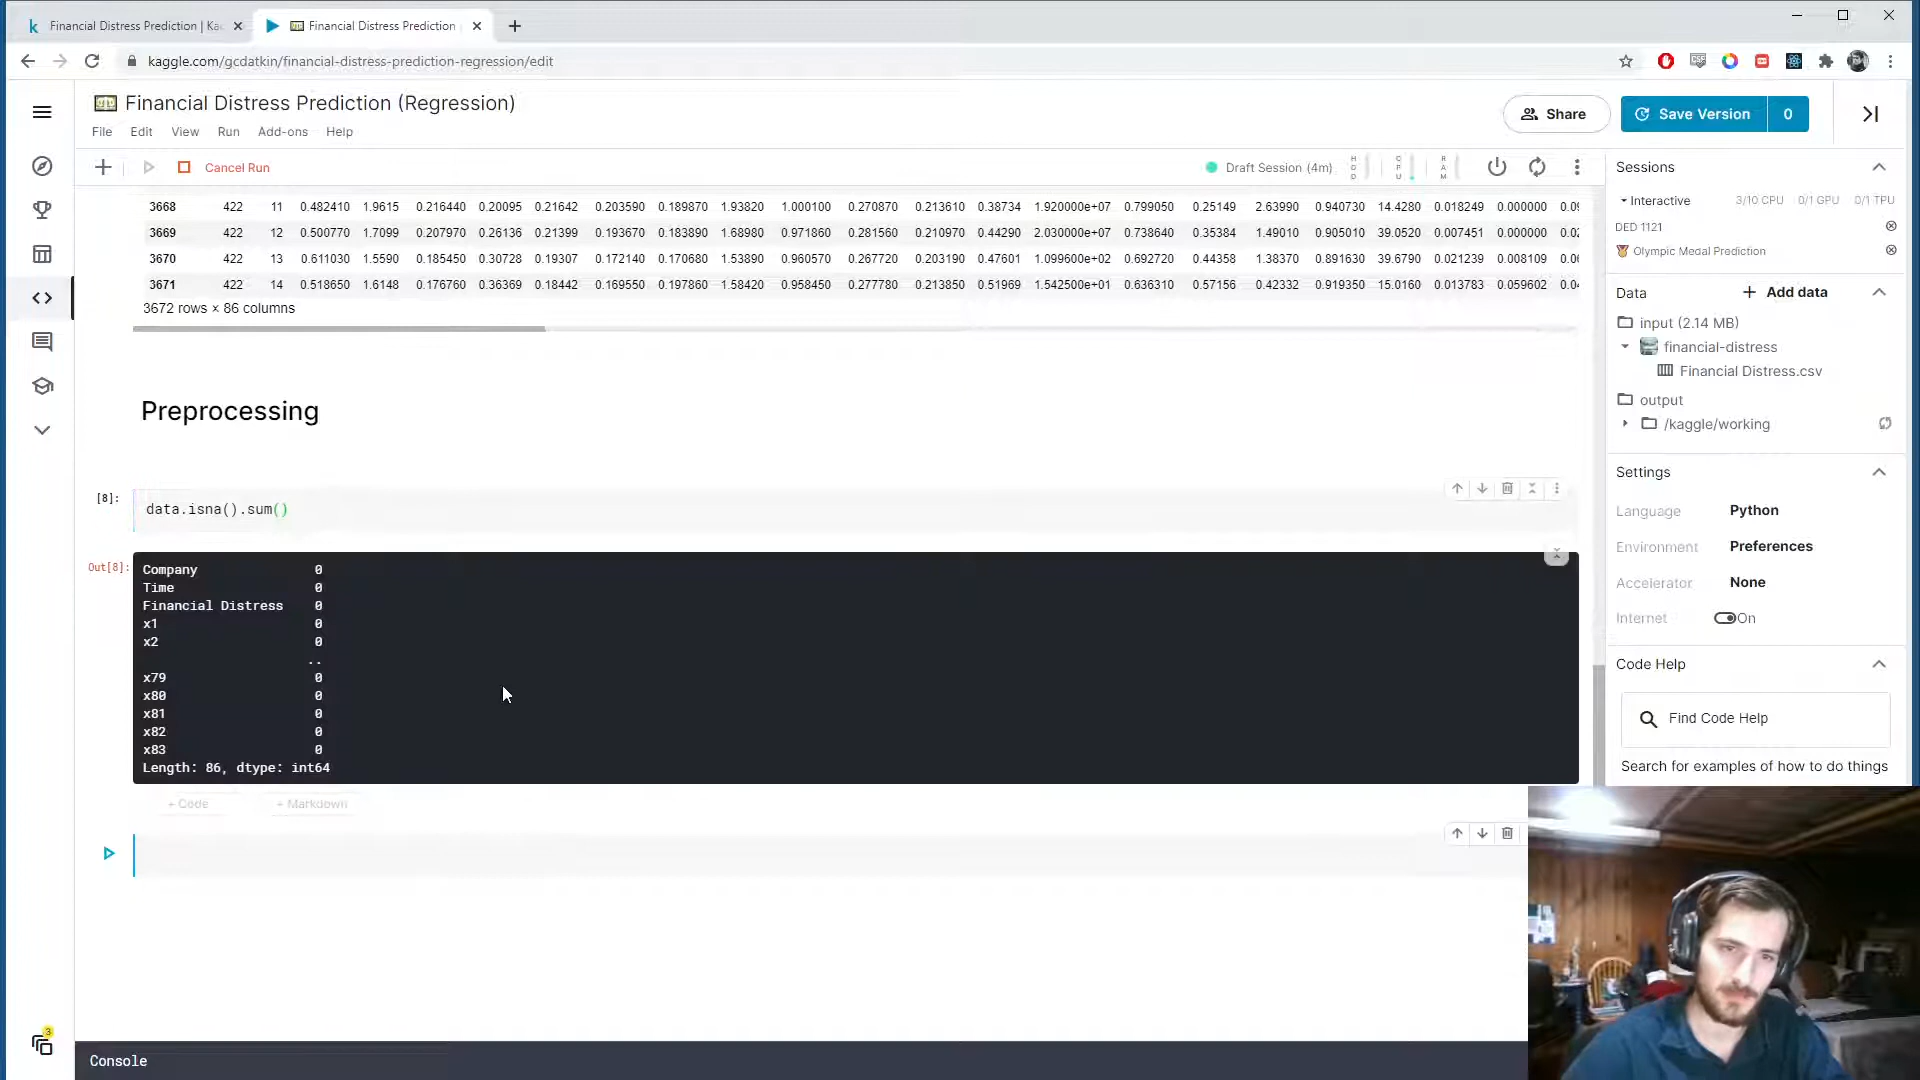 Financial Distress Prediction | Ka
Financial Distress Prediction
kaggle.com/gcdatkin/financial-distress-prediction-regression/edit
Financial Distress Prediction (Regression)
File Edit View Run Add-ons Help
Share
Save Version 0
Cancel Run
Draft Session (4m)
HDD
CPU
RAM
3668 422 11 0.482410 1.9615 0.216440 0.20095 0.21642 0.203590 0.189870 1.93820 1.000100 0.270870 0.213610 0.38734 1.920000e+07 0.799050 0.25149 2.63990 0.940730 14.4280 0.018249 0.000000
3669 422 12 0.500770 1.7099 0.207970 0.26136 0.21399 0.193670 0.183890 1.68980 0.971860 0.281560 0.210970 0.44290 2.030000e+07 0.738640 0.35384 1.49010 0.905010 39.0520 0.007451 0.000000
3670 422 13 0.611030 1.5590 0.185450 0.30728 0.19307 0.172140 0.170680 1.53890 0.960570 0.267720 0.203190 0.47601 1.099600e+02 0.692720 0.44358 1.38370 0.891630 39.6790 0.021239 0.008109
3671 422 14 0.518650 1.6148 0.176760 0.36369 0.18442 0.169550 0.197860 1.58420 0.958450 0.277780 0.213850 0.51969 1.542500e+01 0.636310 0.57156 0.42332 0.919350 15.0160 0.013783 0.059602
3672 rows × 86 columns
Preprocessing
[8]:
data.isna().sum()
Out[8]:
Company 0
Time 0
Financial Distress 0
x1 0
x2 0
..
x79 0
x80 0
x81 0
x82 0
x83 0
Length: 86, dtype: int64
+ Code + Markdown
Console
3
Sessions
Interactive 3/10 CPU 0/1 GPU 0/1 TPU
DED 1121
Olympic Medal Prediction
Data + Add data
input (2.14 MB)
financial-distress
Financial Distress.csv
output
/kaggle/working
Settings
Language Python
Environment Preferences
Accelerator None
Internet On
Code Help
Find Code Help
Search for examples of how to do things